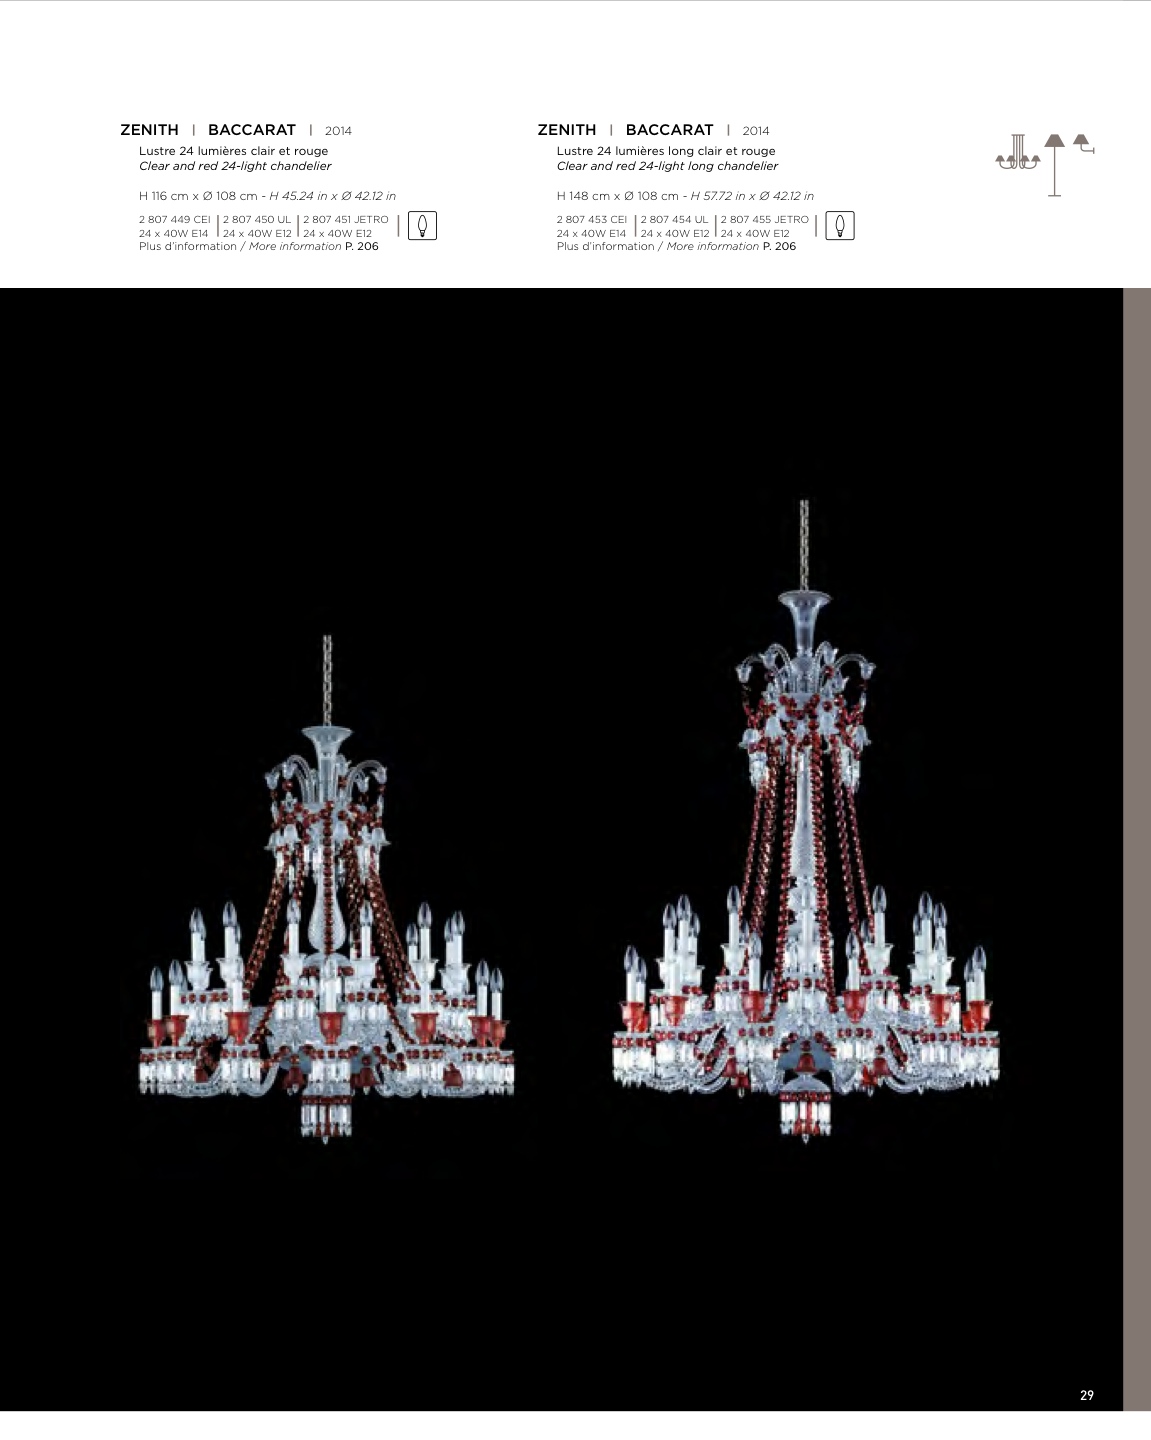 ZENITH | BACCARAT | 2014
Lustre 24 lumières clair et rouge
Clear and red 24-light chandelier
H 116 cm x Ø 108 cm - H 45.24 in x Ø 42.12 in
2 807 449 CEI | 2 807 450 UL | 2 807 451 JETRO
24 x 40W E14 | 24 x 40W E12 | 24 x 40W E12
Plus d'information / More information P. 206
ZENITH | BACCARAT | 2014
Lustre 24 lumières long clair et rouge
Clear and red 24-light long chandelier
H 148 cm x Ø 108 cm - H 57.72 in x Ø 42.12 in
2 807 453 CEI | 2 807 454 UL | 2 807 455 JETRO
24 x 40W E14 | 24 x 40W E12 | 24 x 40W E12
Plus d'information / More information P. 206
29